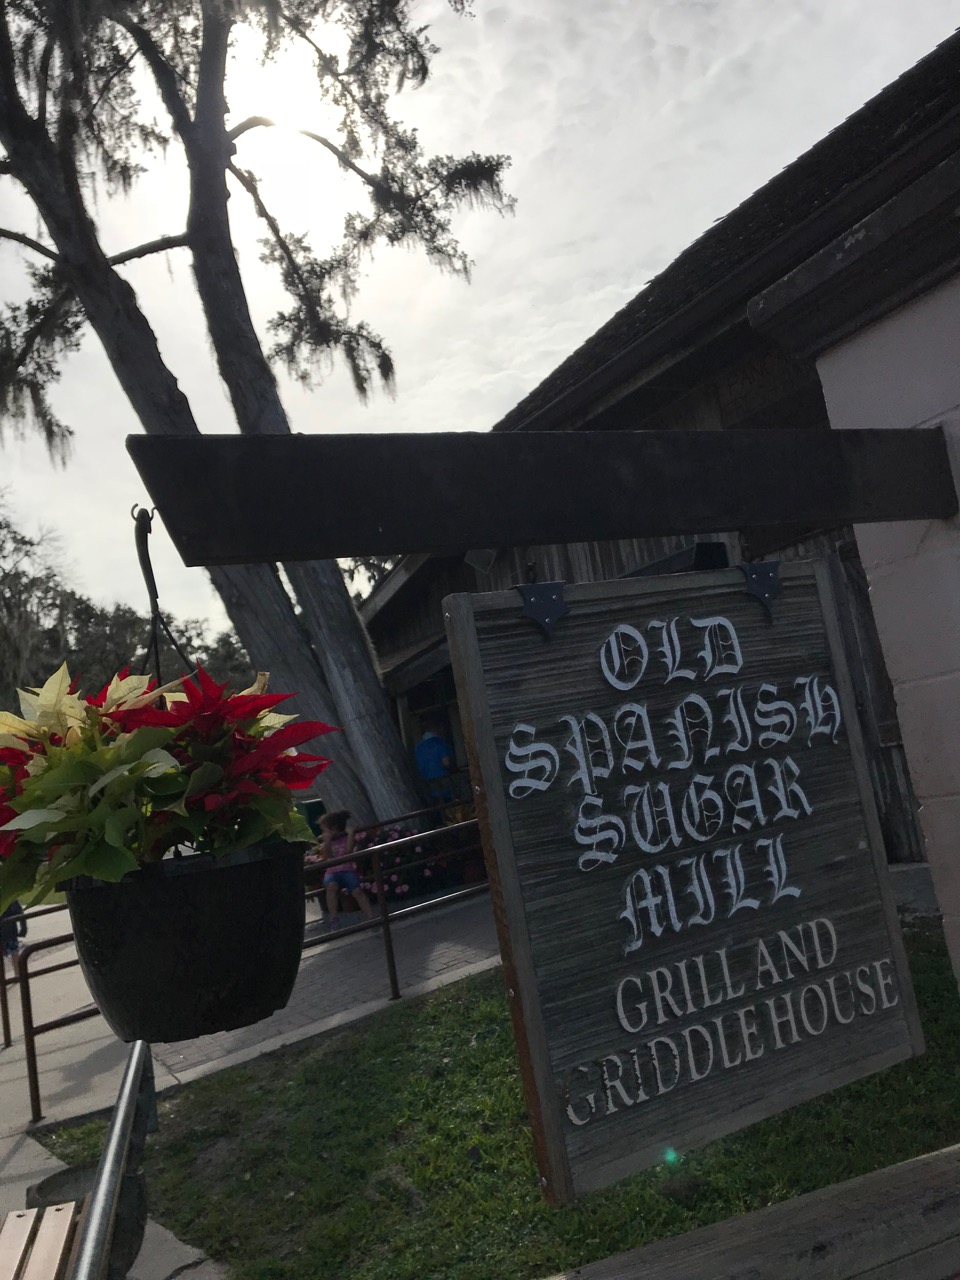 OLD
SPANISH
SUGAR
MILL
GRILL AND
GRIDDLE HOUSE